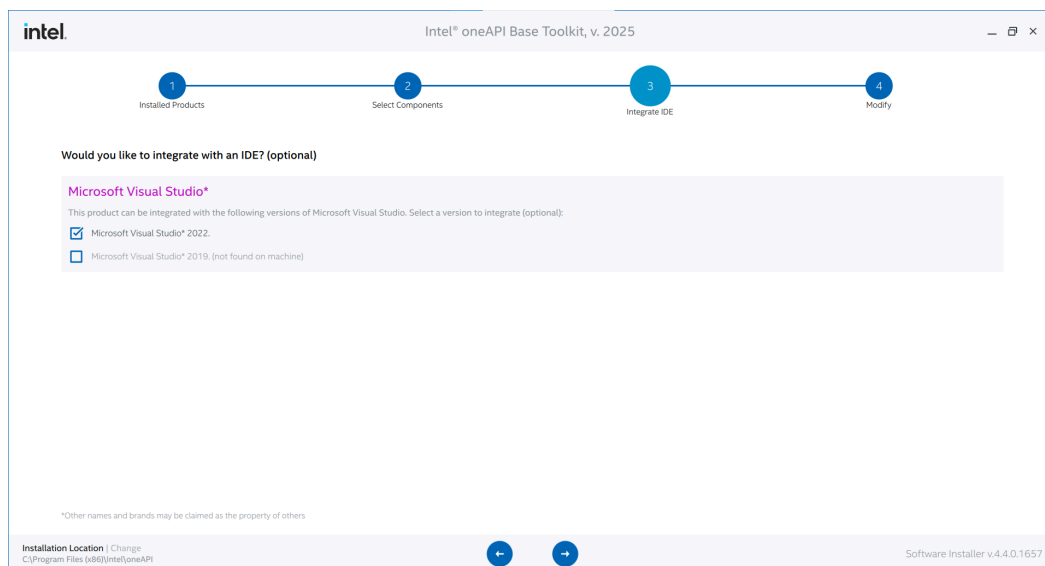 intel.
Intel® oneAPI Base Toolkit, v. 2025
1
2
3
4
Installed Products
Select Components
Integrate IDE
Modify
Would you like to integrate with an IDE? (optional)
Microsoft Visual Studio*
This product can be integrated with the following versions of Microsoft Visual Studio. Select a version to integrate (optional):
Microsoft Visual Studio* 2022.
Microsoft Visual Studio* 2019. (not found on machine)
*Other names and brands may be claimed as the property of others
Installation Location | Change
C:\Program Files (x86)\Intel\oneAPI
Software Installer v.4.4.0.1657